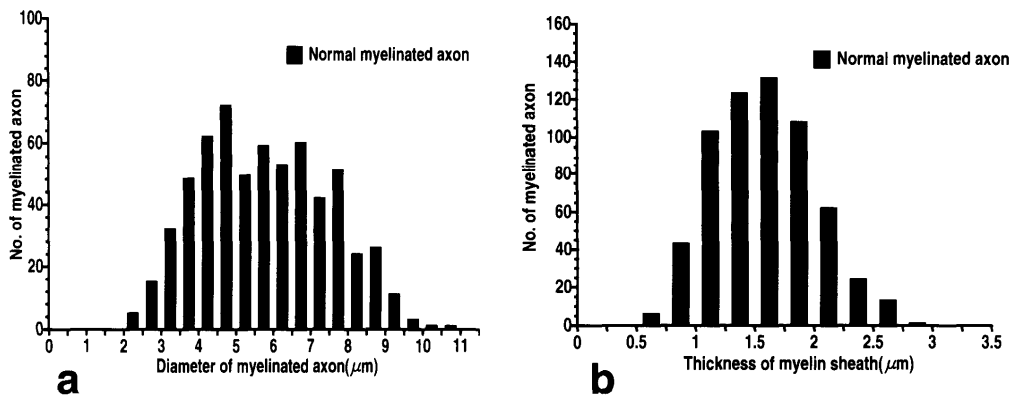 100
80
60
40
20
0
No. of myelinated axon
Normal myelinated axon
0 1 2 3 4 5 6 7 8 9 10 11
Diameter of myelinated axon(μm)
a
160
140
120
100
80
60
40
20
0
No. of myelinated axon
Normal myelinated axon
0 0.5 1 1.5 2 2.5 3 3.5
Thickness of myelin sheath(μm)
b